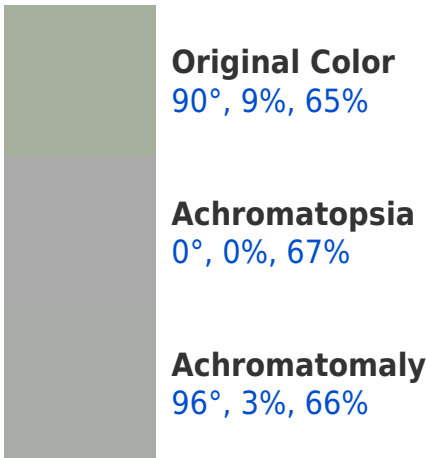 Original Color
90°, 9%, 65%
Achromatopsia
0°, 0%, 67%
Achromatomaly
96°, 3%, 66%